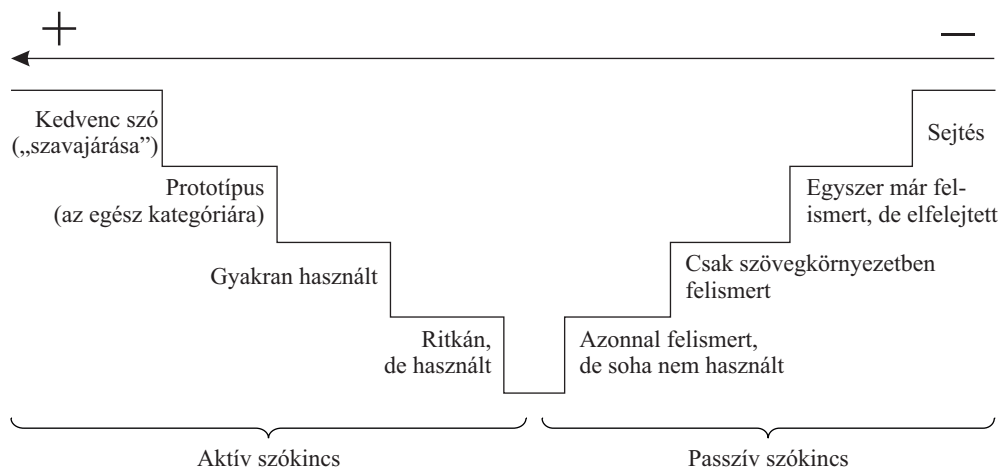 + —
Kedvenc szó
(„szavajárása”)
Prototípus
(az egész kategóriára)
Gyakran használt
Ritkán,
de használt
Sejtés
Egyszer már fel-
ismert, de elfelejtett
Csak szövegkörnyezetben
felismert
Azonnal felismert,
de soha nem használt
Aktív szókincs
Passzív szókincs